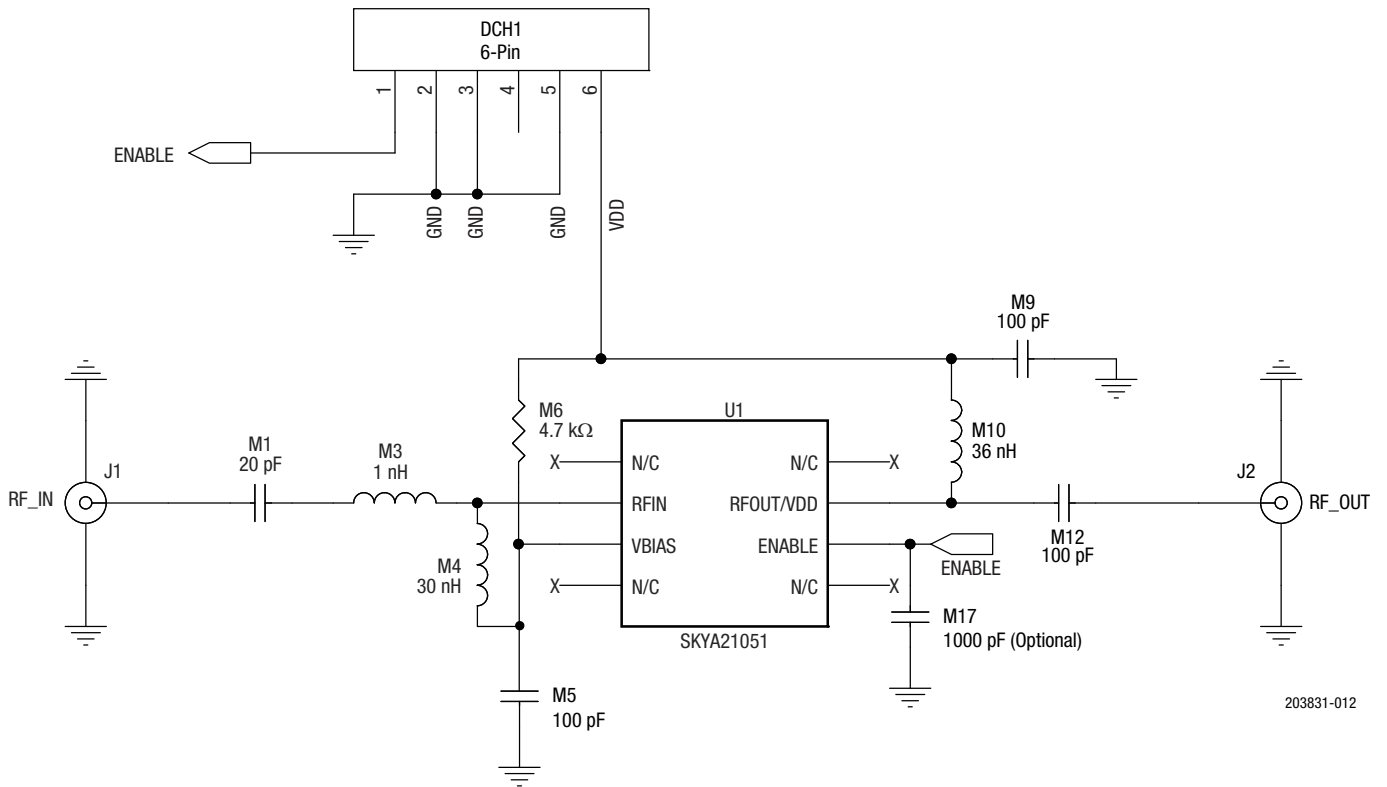 DCH1
6-Pin
1
2
3
4
5
6
ENABLE
GND
GND
GND
VDD
M9
100 pF
M6
4.7 kΩ
U1
M10
36 nH
M1
20 pF
M3
1 nH
J1
RF_IN
X
N/C
N/C
X
RFIN
RFOUT/VDD
J2
RF_OUT
M12
100 pF
VBIAS
ENABLE
ENABLE
M4
30 nH
X
N/C
N/C
X
SKYA21051
M17
1000 pF (Optional)
M5
100 pF
203831-012